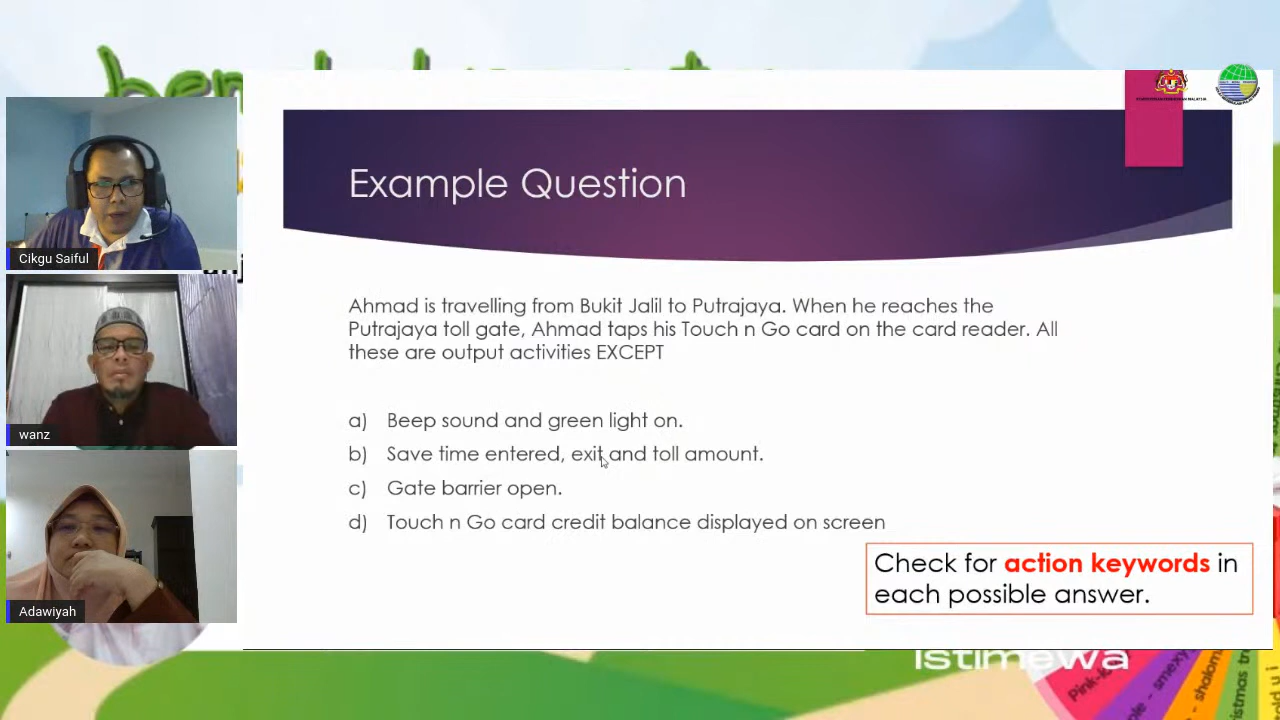 Cikgu Saiful
wanz
Adawiyah
Example Question
Ahmad is travelling from Bukit Jalil to Putrajaya. When he reaches the
Putrajaya toll gate, Ahmad taps his Touch n Go card on the card reader. All
these are output activities EXCEPT
a) Beep sound and green light on.
b) Save time entered, exit and toll amount.
c) Gate barrier open.
d) Touch n Go card credit balance displayed on screen
Check for action keywords in
each possible answer.
istimewa